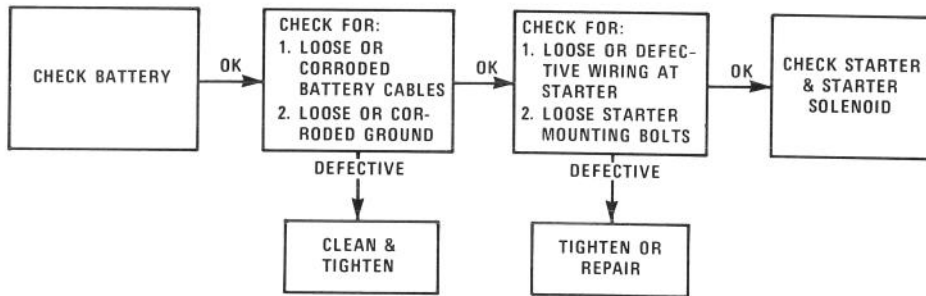 CHECK BATTERY
OK
CHECK FOR:
1. LOOSE OR
CORRODED
BATTERY CABLES
2. LOOSE OR COR-
RODED GROUND
OK
CHECK FOR:
1. LOOSE OR DEFEC-
TIVE WIRING AT
STARTER
2. LOOSE STARTER
MOUNTING BOLTS
OK
CHECK STARTER
& STARTER
SOLENOID
DEFECTIVE
CLEAN &
TIGHTEN
DEFECTIVE
TIGHTEN OR
REPAIR